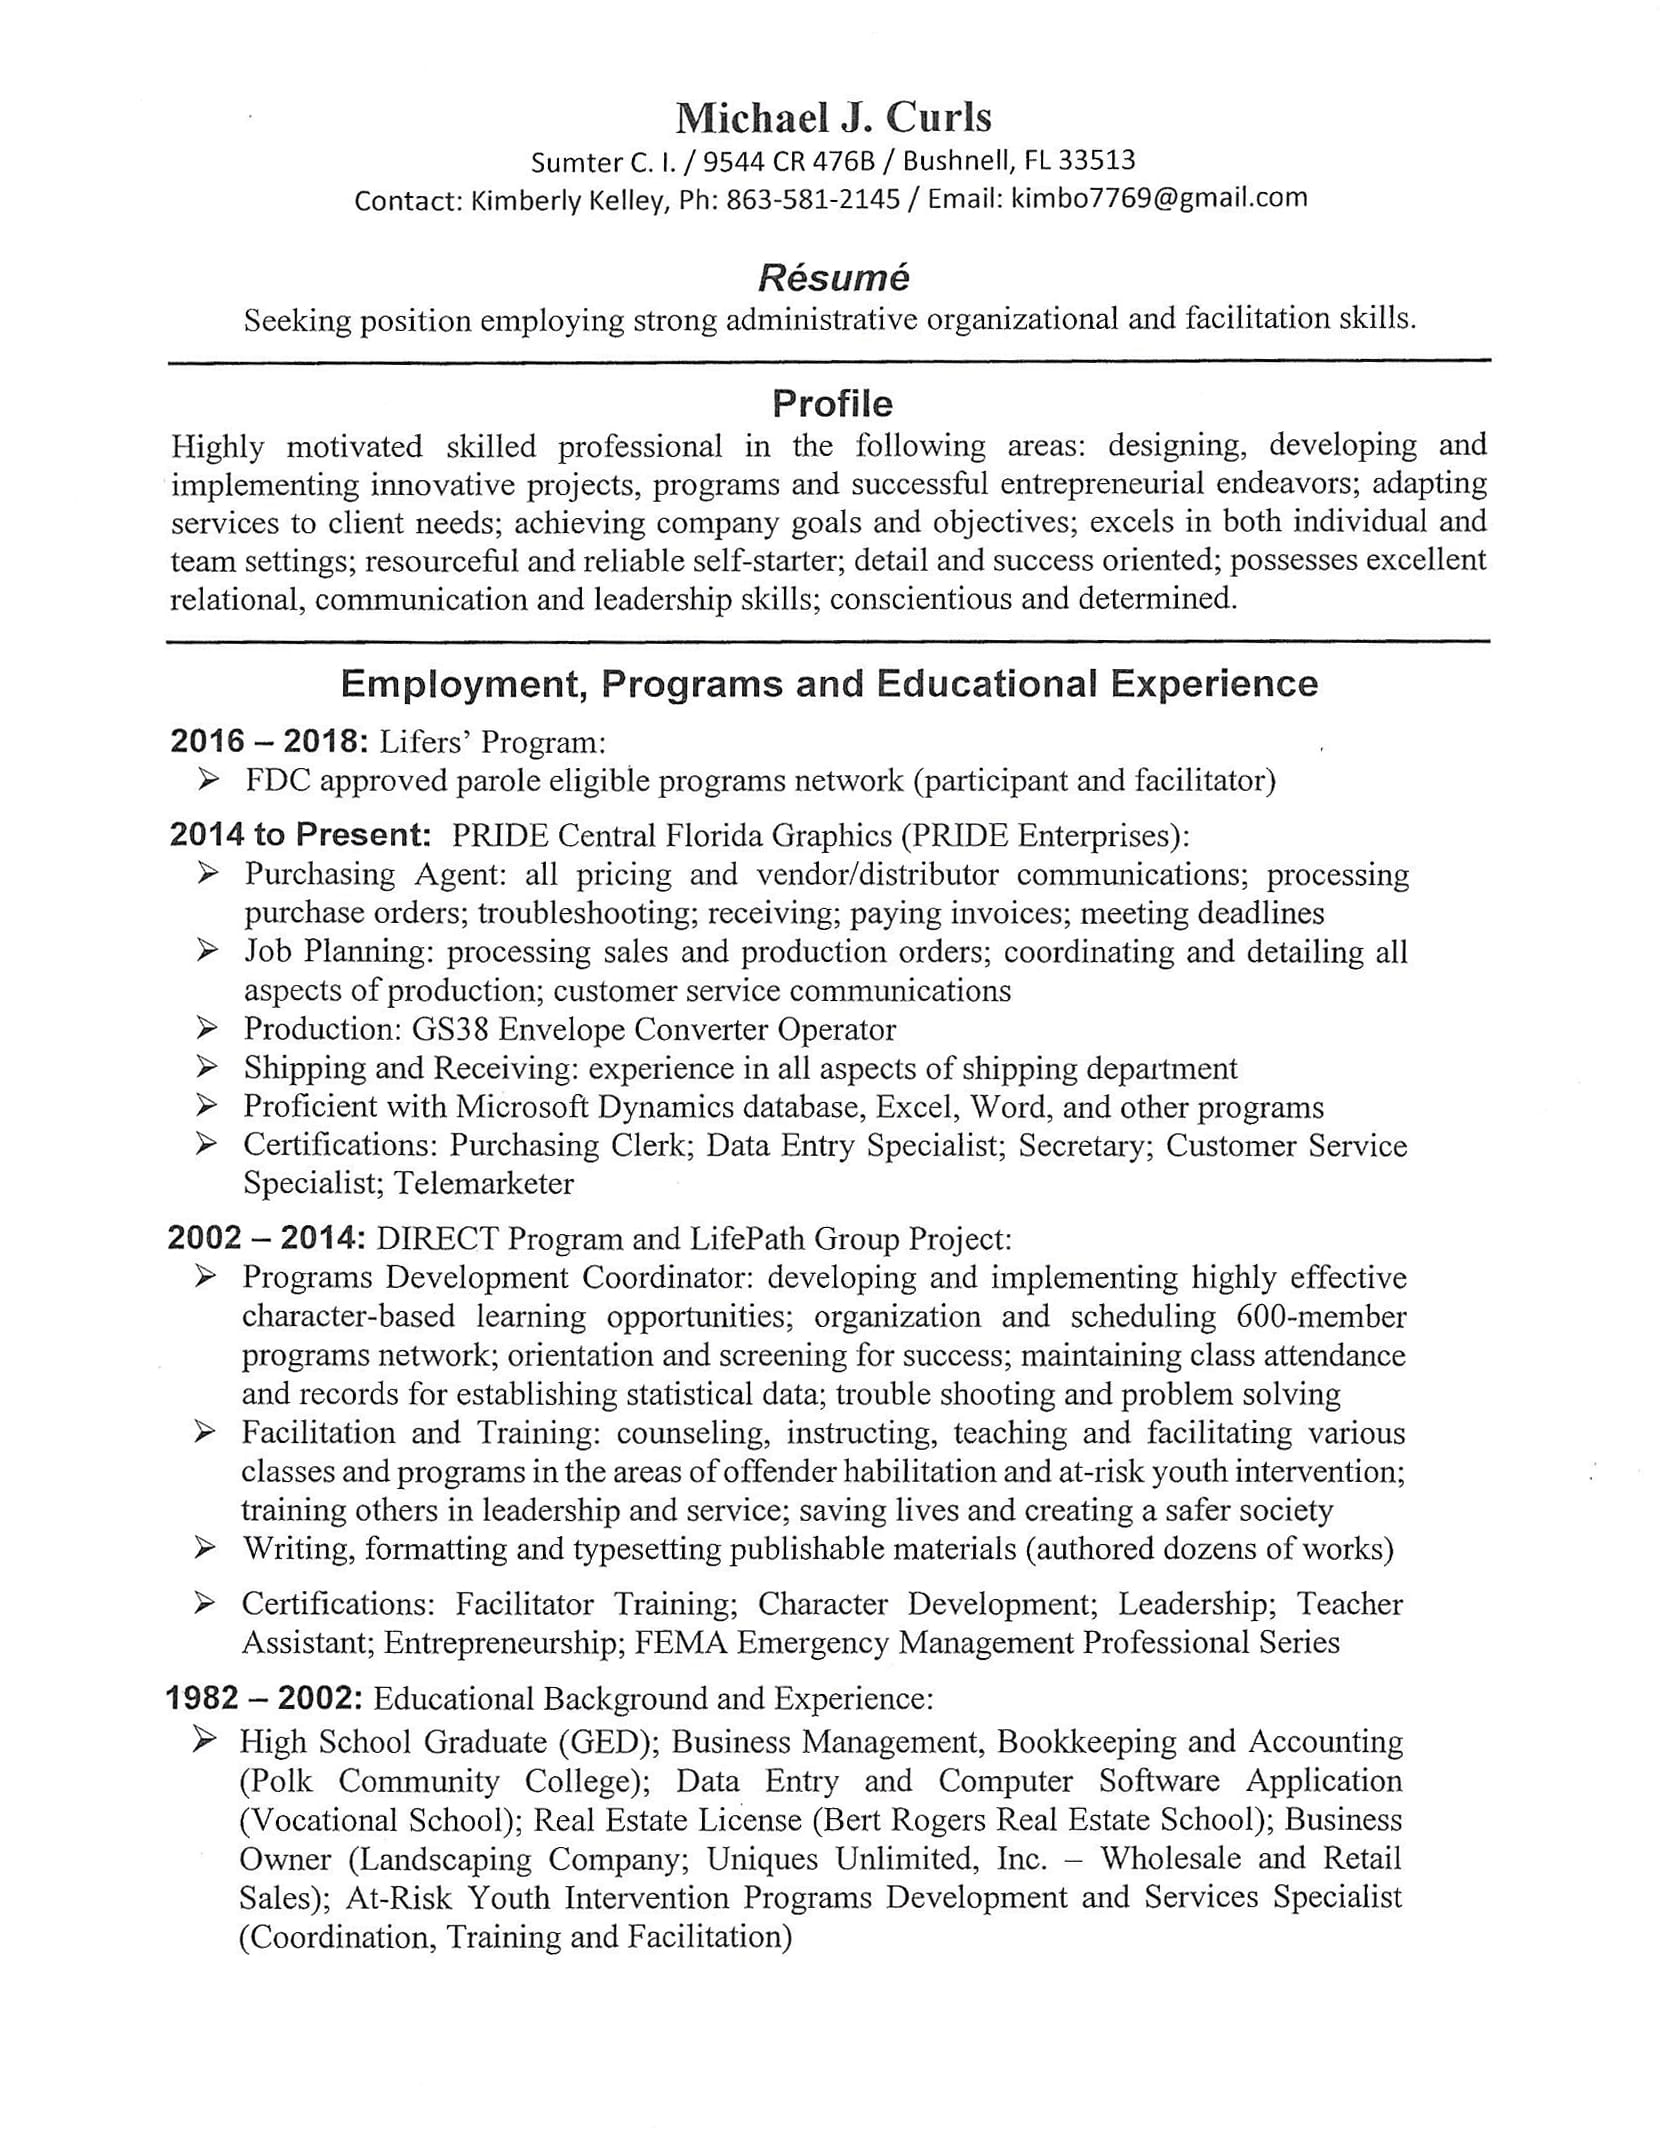 Michael J. Curls
Sumter C. I. / 9544 CR 476B / Bushnell, FL 33513
Contact: Kimberly Kelley, Ph: 863-581-2145 / Email: kimbo7769@gmail.com
Résumé
Seeking position employing strong administrative organizational and facilitation skills.
Profile
Highly motivated skilled professional in the following areas: designing, developing and
implementing innovative projects, programs and successful entrepreneurial endeavors; adapting
services to client needs; achieving company goals and objectives; excels in both individual and
team settings; resourceful and reliable self-starter; detail and success oriented; possesses excellent
relational, communication and leadership skills; conscientious and determined.
Employment, Programs and Educational Experience
2016 – 2018: Lifers’ Program:
➢ FDC approved parole eligible programs network (participant and facilitator)
2014 to Present: PRIDE Central Florida Graphics (PRIDE Enterprises):
➢ Purchasing Agent: all pricing and vendor/distributor communications; processing
purchase orders; troubleshooting; receiving; paying invoices; meeting deadlines
➢ Job Planning: processing sales and production orders; coordinating and detailing all
aspects of production; customer service communications
➢ Production: GS38 Envelope Converter Operator
➢ Shipping and Receiving: experience in all aspects of shipping department
➢ Proficient with Microsoft Dynamics database, Excel, Word, and other programs
➢ Certifications: Purchasing Clerk; Data Entry Specialist; Secretary; Customer Service
Specialist; Telemarketer
2002 – 2014: DIRECT Program and LifePath Group Project:
➢ Programs Development Coordinator: developing and implementing highly effective
character-based learning opportunities; organization and scheduling 600-member
programs network; orientation and screening for success; maintaining class attendance
and records for establishing statistical data; trouble shooting and problem solving
➢ Facilitation and Training: counseling, instructing, teaching and facilitating various
classes and programs in the areas of offender habilitation and at-risk youth intervention;
training others in leadership and service; saving lives and creating a safer society
➢ Writing, formatting and typesetting publishable materials (authored dozens of works)
➢ Certifications: Facilitator Training; Character Development; Leadership; Teacher
Assistant; Entrepreneurship; FEMA Emergency Management Professional Series
1982 – 2002: Educational Background and Experience:
➢ High School Graduate (GED); Business Management, Bookkeeping and Accounting
(Polk Community College); Data Entry and Computer Software Application
(Vocational School); Real Estate License (Bert Rogers Real Estate School); Business
Owner (Landscaping Company; Uniques Unlimited, Inc. – Wholesale and Retail
Sales); At-Risk Youth Intervention Programs Development and Services Specialist
(Coordination, Training and Facilitation)